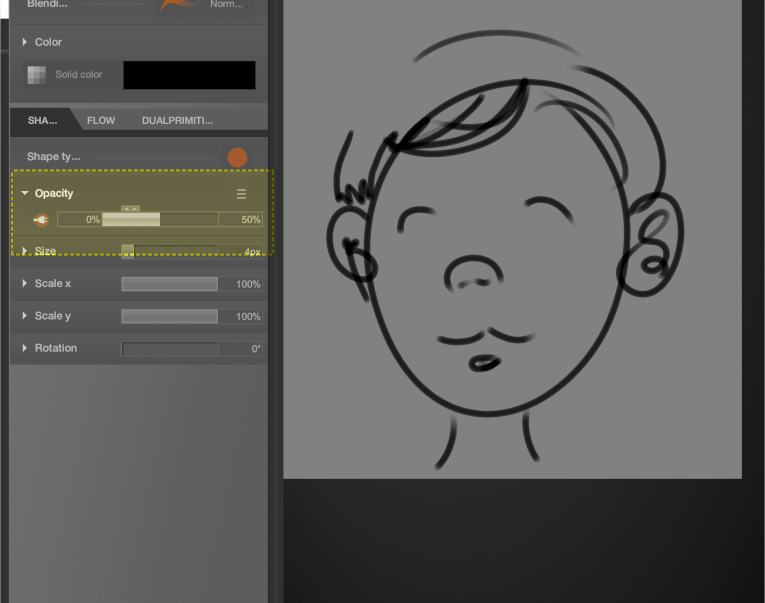 Blendi...
Norm...
Color
Solid color
SHA... FLOW DUALPRIMITI...
Shape ty...
Opacity
0% 50%
Size 4px
Scale x 100%
Scale y 100%
Rotation 0°